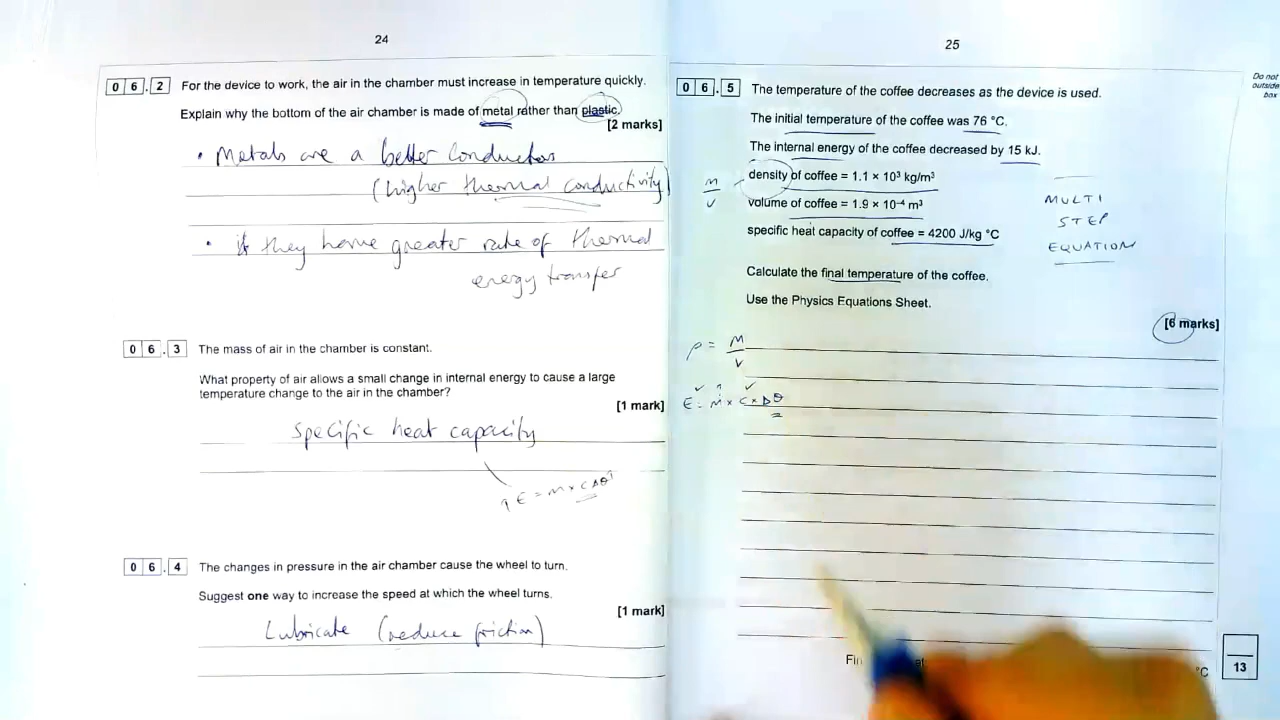 24
0 6 . 2 For the device to work, the air in the chamber must increase in temperature quickly.
Explain why the bottom of the air chamber is made of metal rather than plastic.
[2 marks]
• Metals are a better conductors
(higher thermal conductivity)
• they have greater rate of thermal
energy transfer
0 6 . 3 The mass of air in the chamber is constant.
What property of air allows a small change in internal energy to cause a large
temperature change to the air in the chamber?
[1 mark]
Specific heat capacity
↑ E = m × c Δθ↑
0 6 . 4 The changes in pressure in the air chamber cause the wheel to turn.
Suggest one way to increase the speed at which the wheel turns.
[1 mark]
Lubricate (reduce friction)
25
Do not
outside
box
0 6 . 5 The temperature of the coffee decreases as the device is used.
The initial temperature of the coffee was 76 °C.
The internal energy of the coffee decreased by 15 kJ.
density of coffee = 1.1 × 10³ kg/m³
M
V
volume of coffee = 1.9 × 10⁻⁴ m³
specific heat capacity of coffee = 4200 J/kg °C
MULTI
STEP
EQUATION
Calculate the final temperature of the coffee.
Use the Physics Equations Sheet.
[6 marks]
ρ = M
V
E = m × c × Δθ
Fi
°C
13